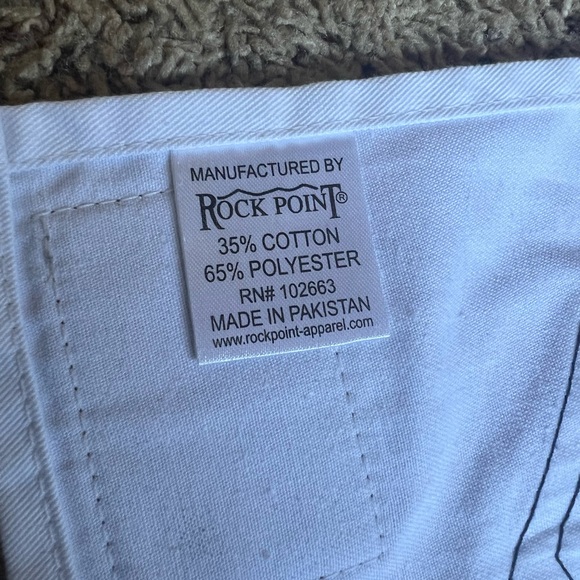 MANUFACTURED BY
ROCK POINT®
35% COTTON
65% POLYESTER
RN# 102663
MADE IN PAKISTAN
www.rockpoint-apparel.com